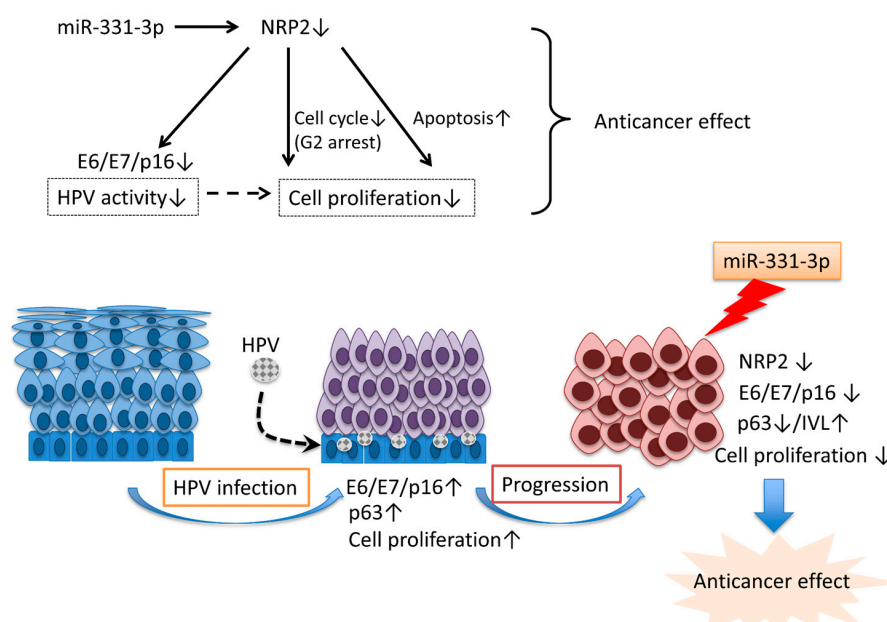 miR-331-3p
NRP2↓
Cell cycle↓
(G2 arrest)
Apoptosis↑
Anticancer effect
E6/E7/p16↓
HPV activity↓
Cell proliferation↓
miR-331-3p
HPV
NRP2 ↓
E6/E7/p16 ↓
p63↓/IVL↑
Cell proliferation ↓
HPV infection
E6/E7/p16↑
p63↑
Cell proliferation↑
Progression
Anticancer effect